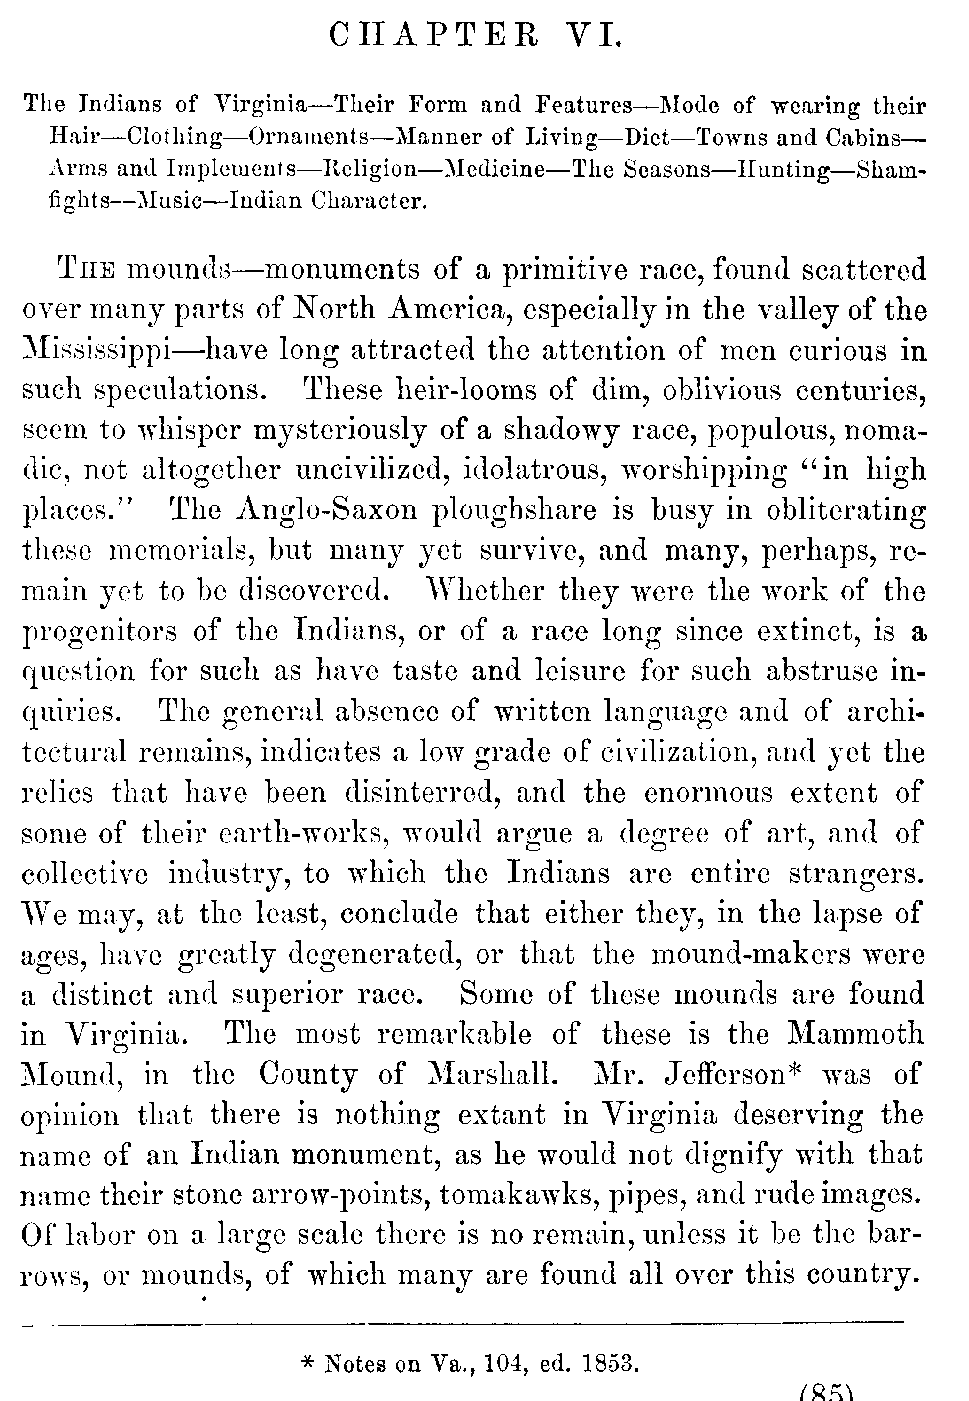 CHAPTER VI.
The Indians of Virginia—Their Form and Features—Mode of wearing their
Hair—Clothing—Ornaments—Manner of Living—Diet—Towns and Cabins—
Arms and Implements—Religion—Medicine—The Seasons—Hunting—Sham-
fights—Music—Indian Character.
THE mounds—monuments of a primitive race, found scattered
over many parts of North America, especially in the valley of the
Mississippi—have long attracted the attention of men curious in
such speculations. These heir-looms of dim, oblivious centuries,
seem to whisper mysteriously of a shadowy race, populous, noma-
dic, not altogether uncivilized, idolatrous, worshipping "in high
places." The Anglo-Saxon ploughshare is busy in obliterating
these memorials, but many yet survive, and many, perhaps, re-
main yet to be discovered. Whether they were the work of the
progenitors of the Indians, or of a race long since extinct, is a
question for such as have taste and leisure for such abstruse in-
quiries. The general absence of written language and of archi-
tectural remains, indicates a low grade of civilization, and yet the
relics that have been disinterred, and the enormous extent of
some of their earth-works, would argue a degree of art, and of
collective industry, to which the Indians are entire strangers.
We may, at the least, conclude that either they, in the lapse of
ages, have greatly degenerated, or that the mound-makers were
a distinct and superior race. Some of these mounds are found
in Virginia. The most remarkable of these is the Mammoth
Mound, in the County of Marshall. Mr. Jefferson* was of
opinion that there is nothing extant in Virginia deserving the
name of an Indian monument, as he would not dignify with that
name their stone arrow-points, tomakawks, pipes, and rude images.
Of labor on a large scale there is no remain, unless it be the bar-
rows, or mounds, of which many are found all over this country.
* Notes on Va., 104, ed. 1853.
(85)